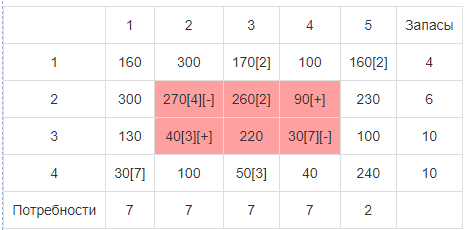 1 2 3 4 5 Запасы
1 160 300 170[2] 100 160[2] 4
2 300 270[4][-] 260[2] 90[+] 230 6
3 130 40[3][+] 220 30[7][-] 100 10
4 30[7] 100 50[3] 40 240 10
Потребности 7 7 7 7 2